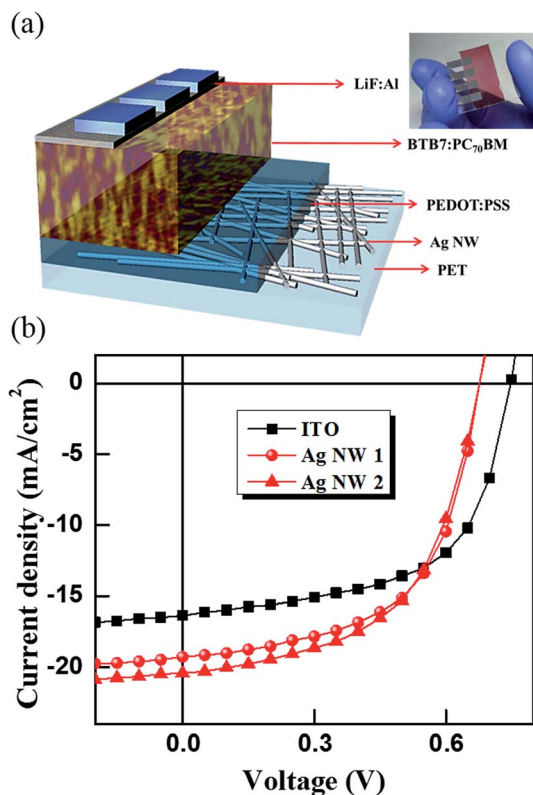 (a)
LiF:Al
BTB7:PC₇₀BM
PEDOT:PSS
Ag NW
PET
(b)
Current density (mA/cm²)
0
-5
-10
-15
-20
ITO
Ag NW 1
Ag NW 2
0.0 0.3 0.6
Voltage (V)